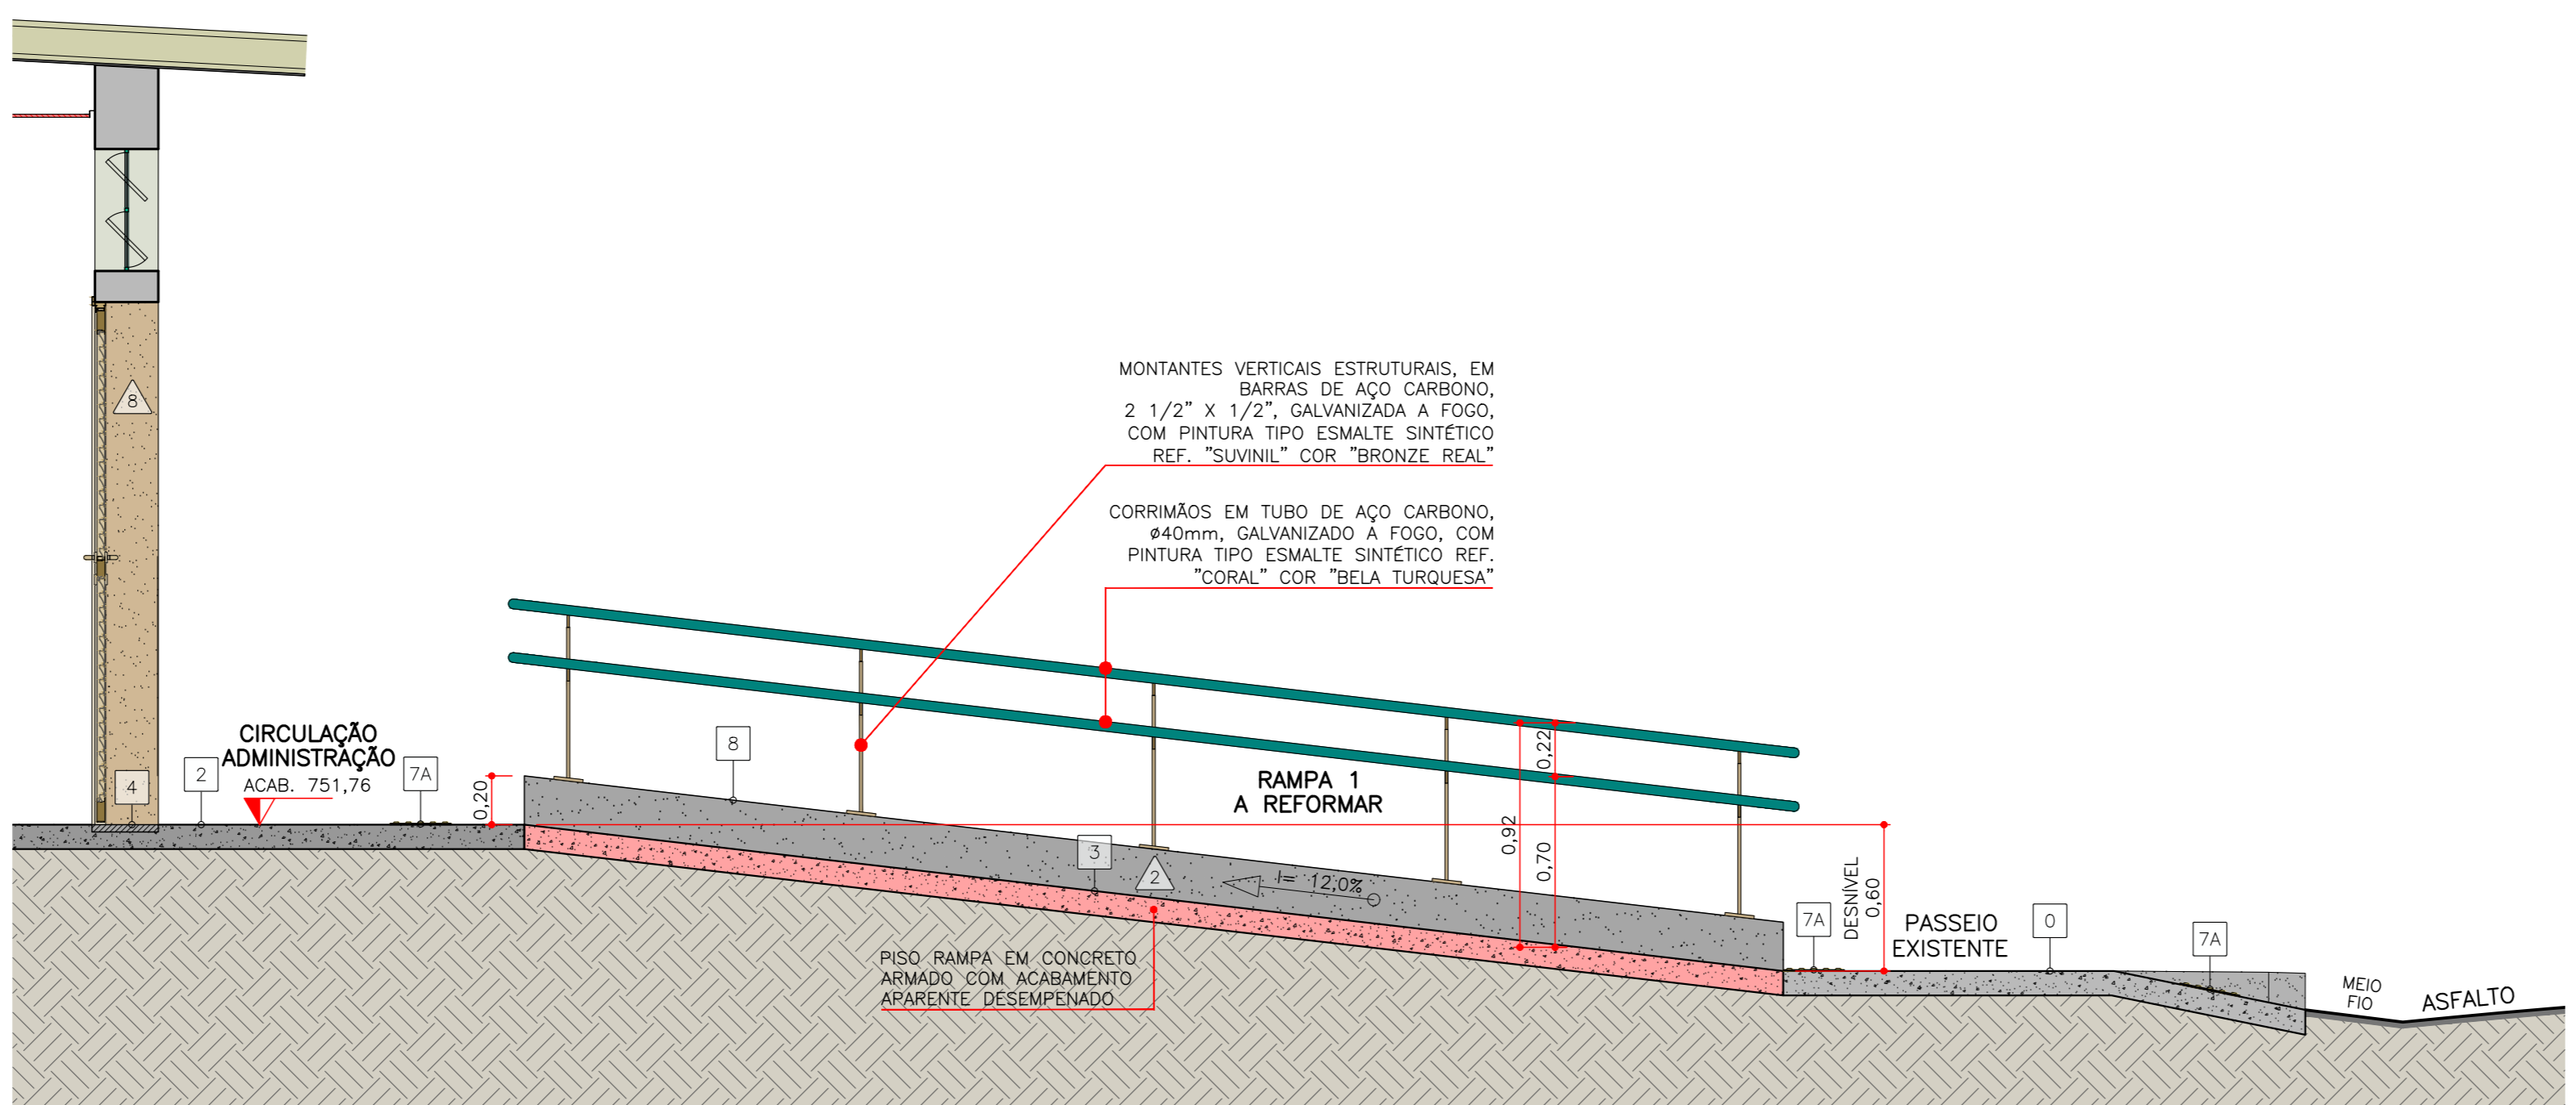 MONTANTES VERTICAIS ESTRUTURAIS, EM
BARRAS DE AÇO CARBONO,
2 1/2" X 1/2", GALVANIZADA A FOGO,
COM PINTURA TIPO ESMALTE SINTÉTICO
REF. "SUVINIL" COR "BRONZE REAL"
CORRIMÃOS EM TUBO DE AÇO CARBONO,
ø40mm, GALVANIZADO A FOGO, COM
PINTURA TIPO ESMALTE SINTÉTICO REF.
"CORAL" COR "BELA TURQUESA"
8
CIRCULAÇÃO
ADMINISTRAÇÃO
ACAB. 751,76
4
2
7A
0,20
8
RAMPA 1
A REFORMAR
0,22
0,92
0,70
3
2
I= 12,0%
PISO RAMPA EM CONCRETO
ARMADO COM ACABAMENTO
APARENTE DESEMPENADO
7A
DESNÍVEL
0,60
PASSEIO
EXISTENTE
0
7A
MEIO
FIO
ASFALTO